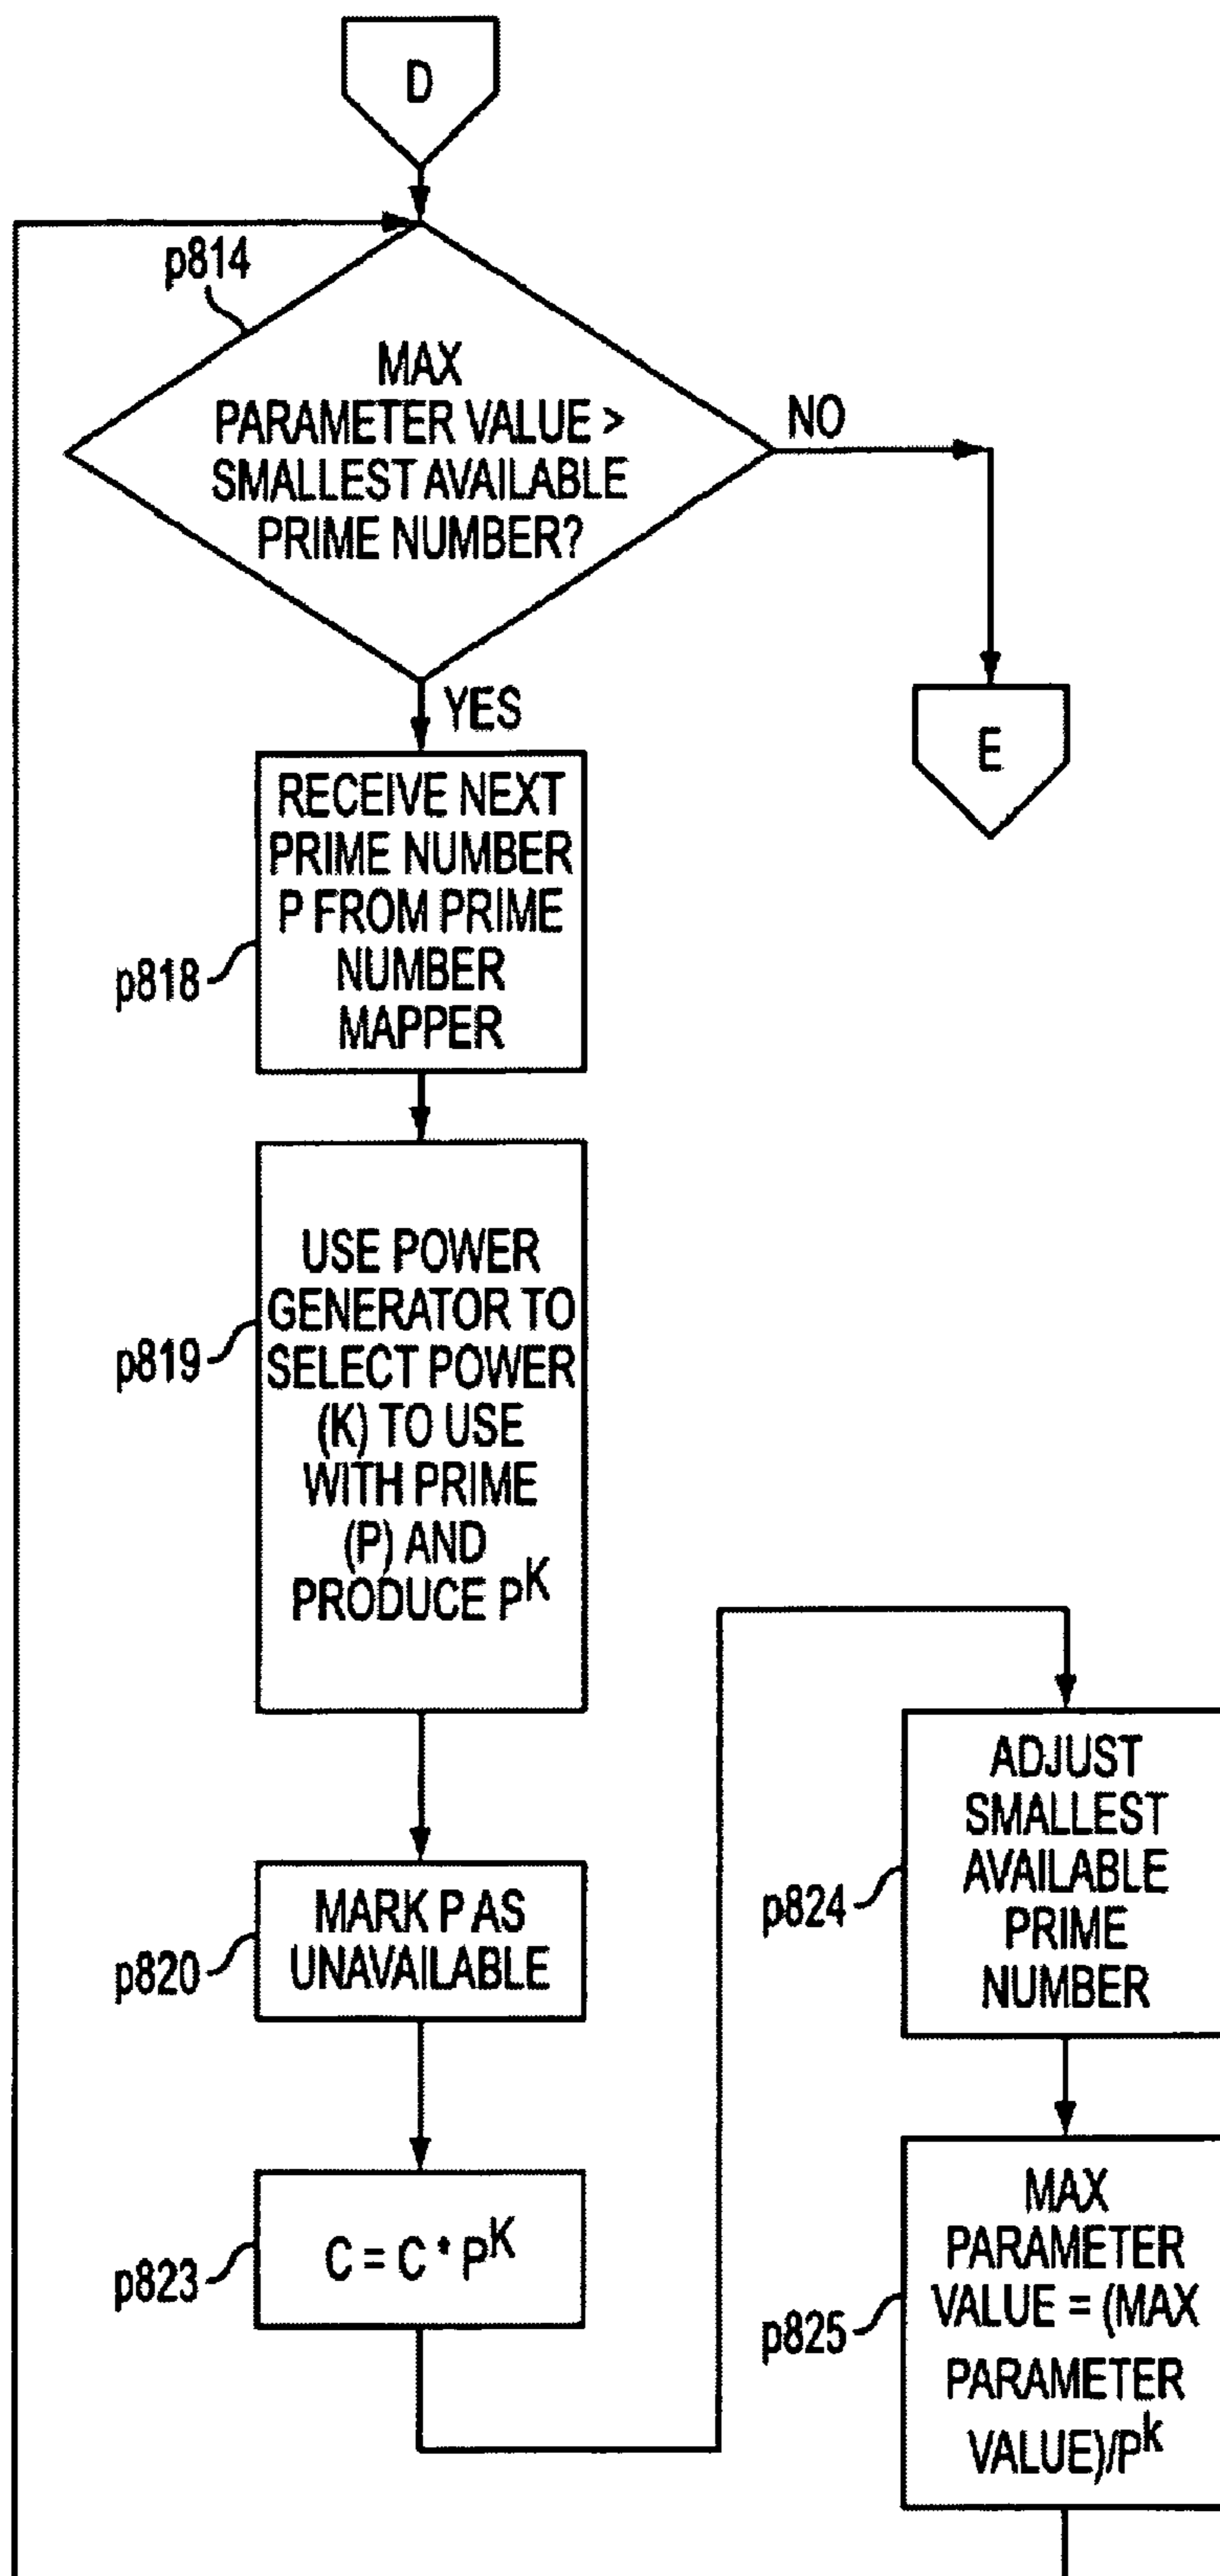 D
p814
MAX
PARAMETER VALUE >
SMALLEST AVAILABLE
PRIME NUMBER?
NO
YES
E
RECEIVE NEXT
PRIME NUMBER
P FROM PRIME
NUMBER
MAPPER
p818
USE POWER
GENERATOR TO
SELECT POWER
(K) TO USE
WITH PRIME
(P) AND
PRODUCE P^K
p819
MARK P AS
UNAVAILABLE
p820
C = C * P^K
p823
ADJUST
SMALLEST
AVAILABLE
PRIME
NUMBER
p824
MAX
PARAMETER
VALUE = (MAX
PARAMETER
VALUE)/P^k
p825